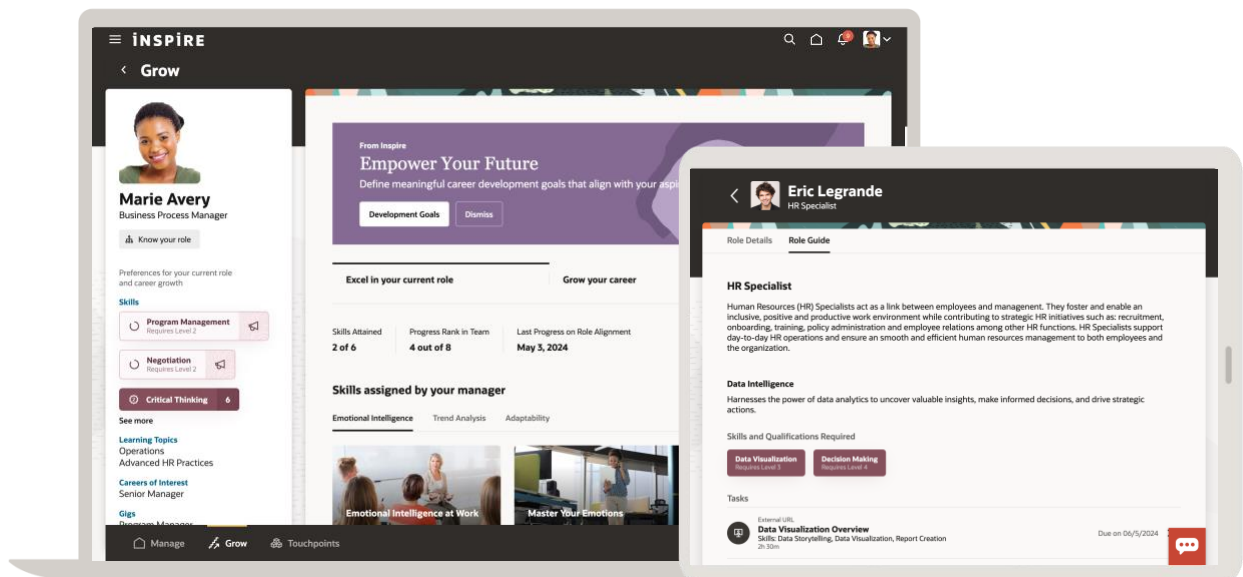 iNSPiRE
Grow
Marie Avery
Business Process Manager
Know your role
Preferences for your current role
and career growth
Skills
Program Management
Requires Level 2
Negotiation
Requires Level 2
Critical Thinking 6
See more
Learning Topics
Operations
Advanced HR Practices
Careers of Interest
Senior Manager
Gigs
Program Manager
From Inspire
Empower Your Future
Define meaningful career development goals that align with your
Development Goals
Dismiss
Excel in your current role
Grow your career
Skills Attained
2 of 6
Progress Rank in Team
4 out of 8
Last Progress on Role Alignment
May 3, 2024
Skills assigned by your manager
Emotional Intelligence
Trend Analysis
Adaptability
Emotional Intelligence at Work
Master Your Emotions
Manage
Grow
Touchpoints
Eric Legrande
HR Specialist
Role Details
Role Guide
HR Specialist
Human Resources (HR) Specialists act as a link between employees and management. They foster and enable an
inclusive, positive and productive work environment while contributing to strategic HR initiatives such as: recruitment,
onboarding, training, policy administration and employee relations among other HR functions. HR Specialists support
day-to-day HR operations and ensure an smooth and efficient human resources management to both employees and
the organization.
Data Intelligence
Harnesses the power of data analytics to uncover valuable insights, make informed decisions, and drive strategic
actions.
Skills and Qualifications Required
Data Visualization
Requires Level 3
Decision Making
Requires Level 4
Tasks
External URL
Data Visualization Overview
Skills: Data Storytelling, Data Visualization, Report Creation
2h 30m
Due on 06/5/2024